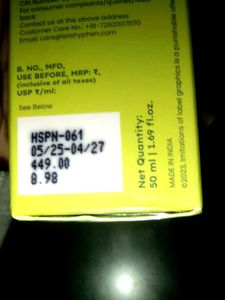 For consumer complaints/queries/feed
back:
contact us at the above address
Customer Care No.: +91-7262007070
Email: care@letshyphen.com
B. NO., MFD,
USE BEFORE, MRP: ₹,
(inclusive of all taxes)
USP ₹/ml:
See Below
HSPN-061
05/25-04/27
449.00
8.98
Net Quantity:
50 ml | 1.69 fl.oz.
MADE IN INDIA
©2023, imitations of label graphics is a punishable